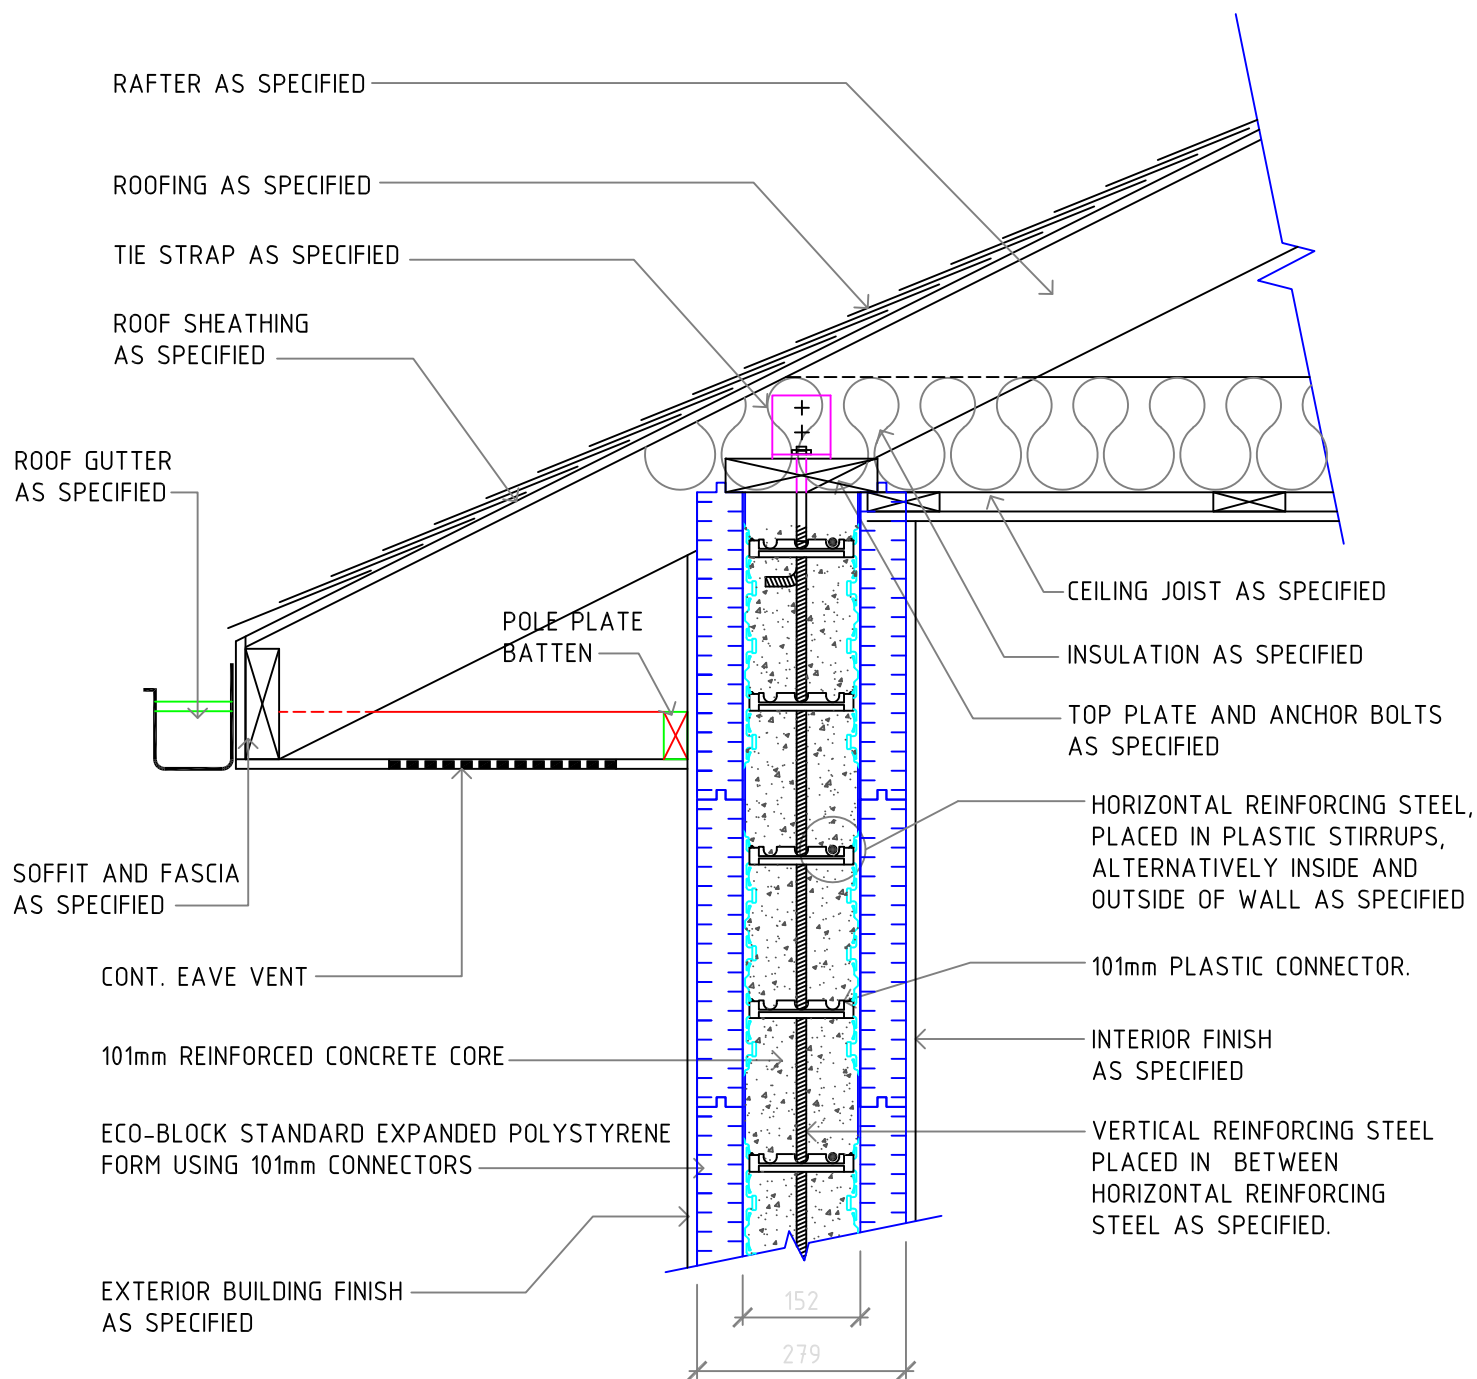 RAFTER AS SPECIFIED
ROOFING AS SPECIFIED
TIE STRAP AS SPECIFIED
ROOF SHEATHING
AS SPECIFIED
ROOF GUTTER
AS SPECIFIED
POLE PLATE
BATTEN
SOFFIT AND FASCIA
AS SPECIFIED
CONT. EAVE VENT
101mm REINFORCED CONCRETE CORE
ECO-BLOCK STANDARD EXPANDED POLYSTYRENE
FORM USING 101mm CONNECTORS
EXTERIOR BUILDING FINISH
AS SPECIFIED
CEILING JOIST AS SPECIFIED
INSULATION AS SPECIFIED
TOP PLATE AND ANCHOR BOLTS
AS SPECIFIED
HORIZONTAL REINFORCING STEEL,
PLACED IN PLASTIC STIRRUPS,
ALTERNATIVELY INSIDE AND
OUTSIDE OF WALL AS SPECIFIED
101mm PLASTIC CONNECTOR.
INTERIOR FINISH
AS SPECIFIED
VERTICAL REINFORCING STEEL
PLACED IN BETWEEN
HORIZONTAL REINFORCING
STEEL AS SPECIFIED.
152
279